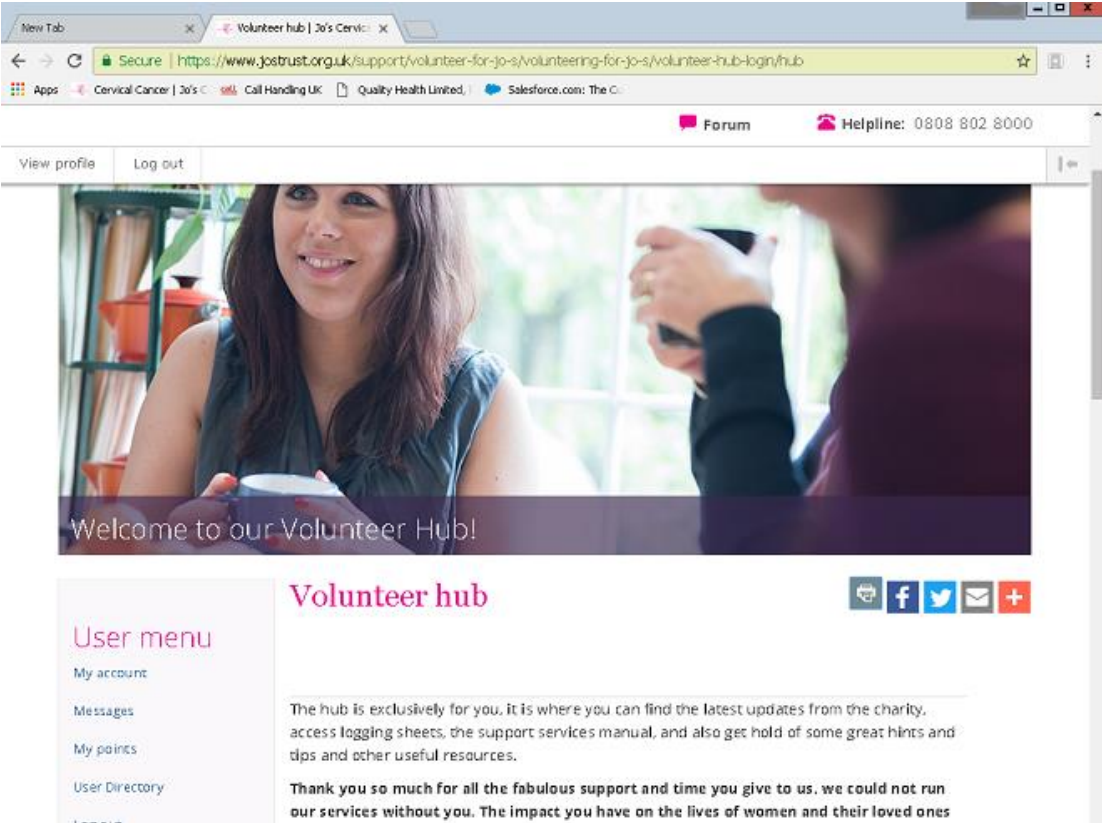 New Tab
Volunteer hub | Jo's Cervic
Secure | https://www.jostrust.org.uk/support/volunteer-for-jo-s/volunteering-for-jo-s/volunteer-hub-login/hub
Apps Cervical Cancer | Jo's C Call Handling UK Quality Health Limited, Salesforce.com: The C
Forum Helpline: 0808 802 8000
View profile Log out
Welcome to our Volunteer Hub!
Volunteer hub
User menu
My account
Messages
My points
User Directory
The hub is exclusively for you, it is where you can find the latest updates from the charity,
access logging sheets, the support services manual, and also get hold of some great hints and
tips and other useful resources.
Thank you so much for all the fabulous support and time you give to us, we could not run
our services without you. The impact you have on the lives of women and their loved ones